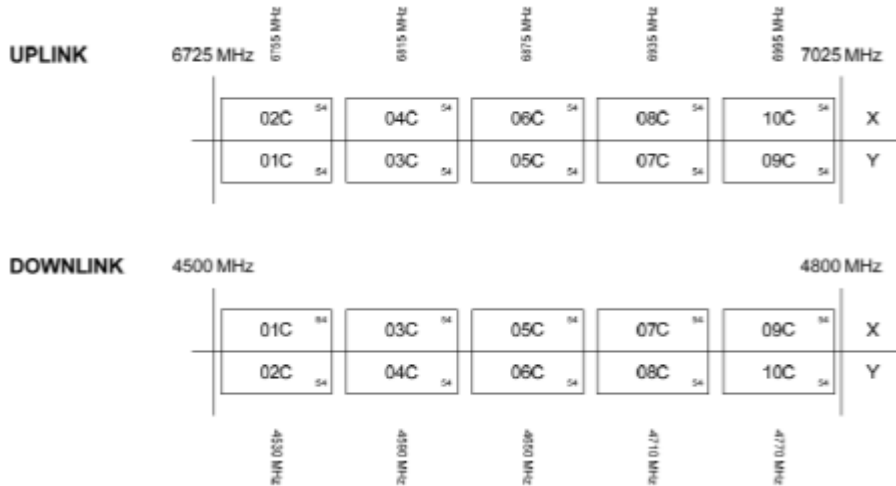 6755 MHz 6815 MHz 6875 MHz 6935 MHz 6995 MHz
UPLINK 6725 MHz 7025 MHz
02C 54 04C 54 06C 54 08C 54 10C 54 X
01C 54 03C 54 05C 54 07C 54 09C 54 Y
DOWNLINK 4500 MHz 4800 MHz
01C 54 03C 54 05C 54 07C 54 09C 54 X
02C 54 04C 54 06C 54 08C 54 10C 54 Y
4530 MHz 4590 MHz 4650 MHz 4710 MHz 4770 MHz